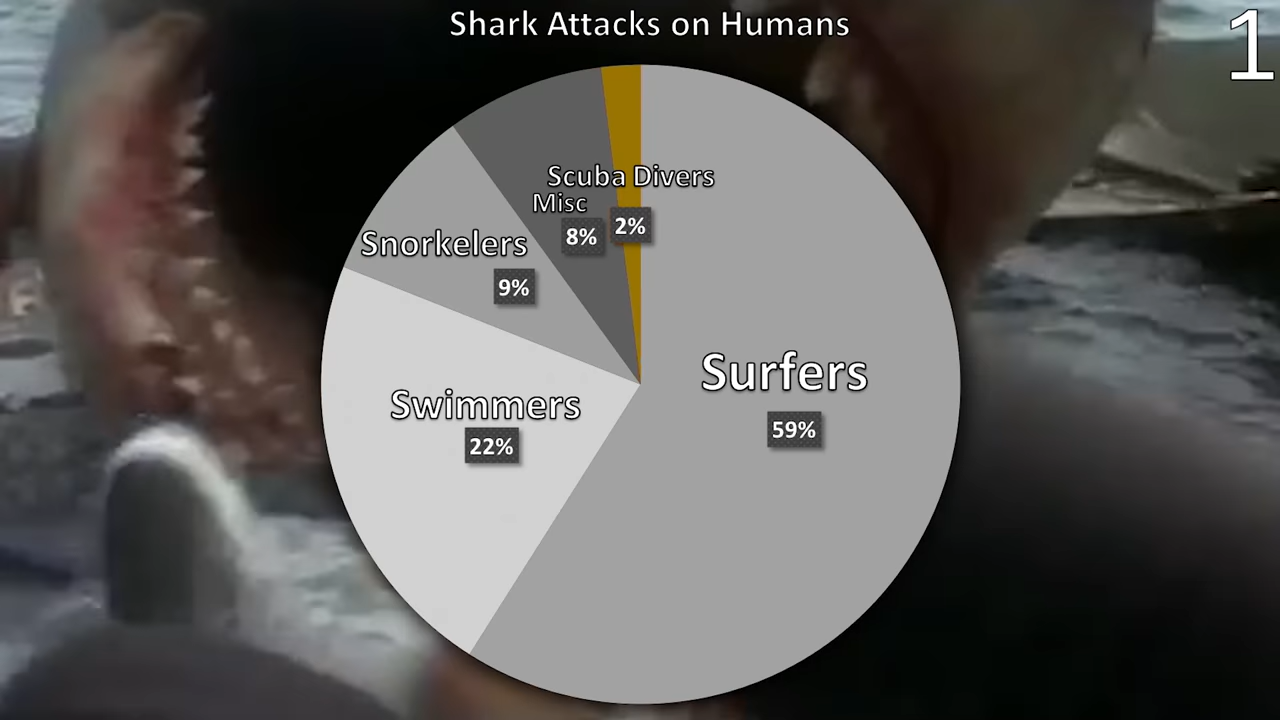 Shark Attacks on Humans
1
Scuba Divers
2%
Misc
8%
Snorkelers
9%
Surfers
59%
Swimmers
22%